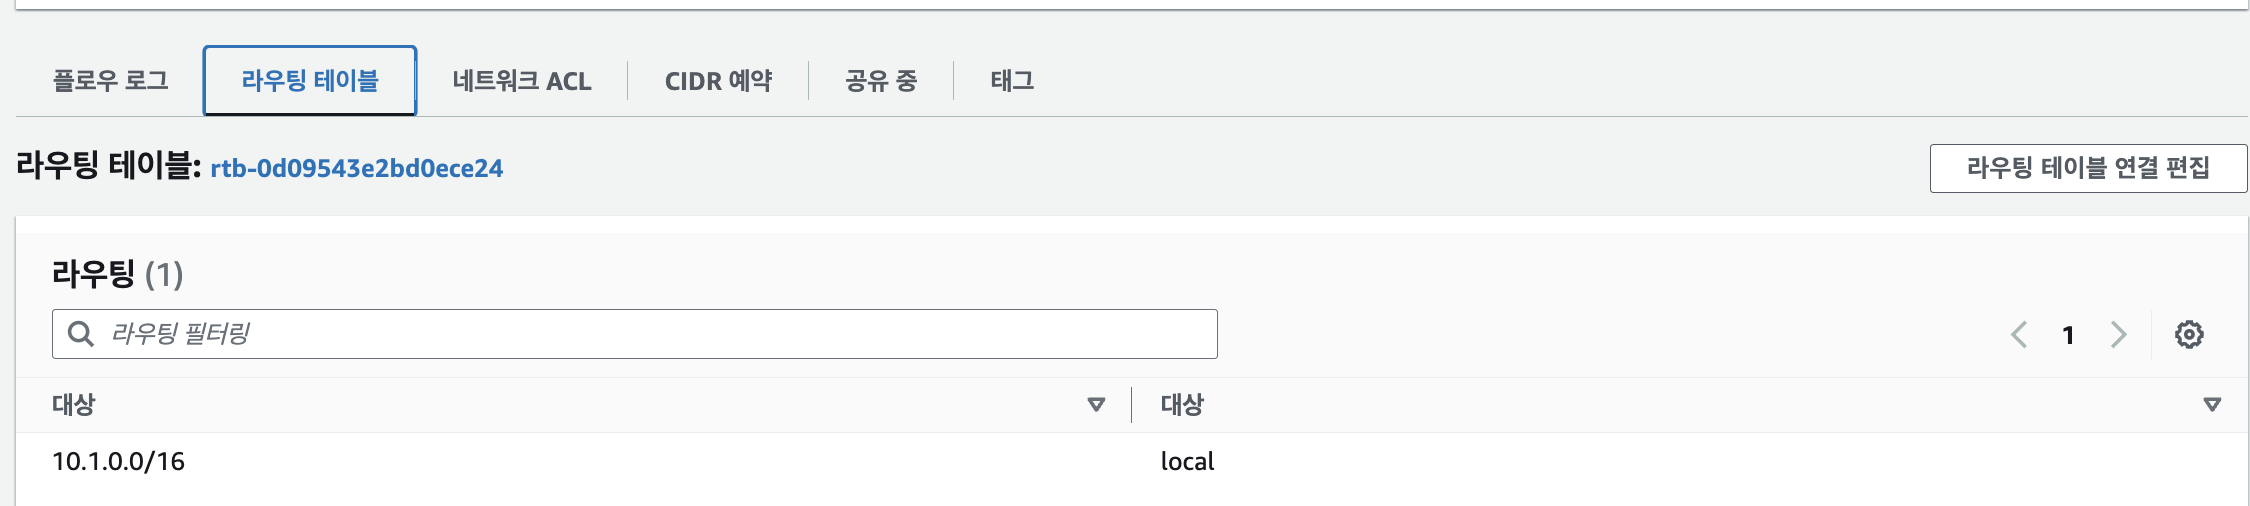 플로우 로그 라우팅 테이블 네트워크 ACL CIDR 예약 공유 중 태그
라우팅 테이블: rtb-0d09543e2bd0ece24 라우팅 테이블 연결 편집
라우팅 (1)
라우팅 필터링 1
대상 대상
10.1.0.0/16 local